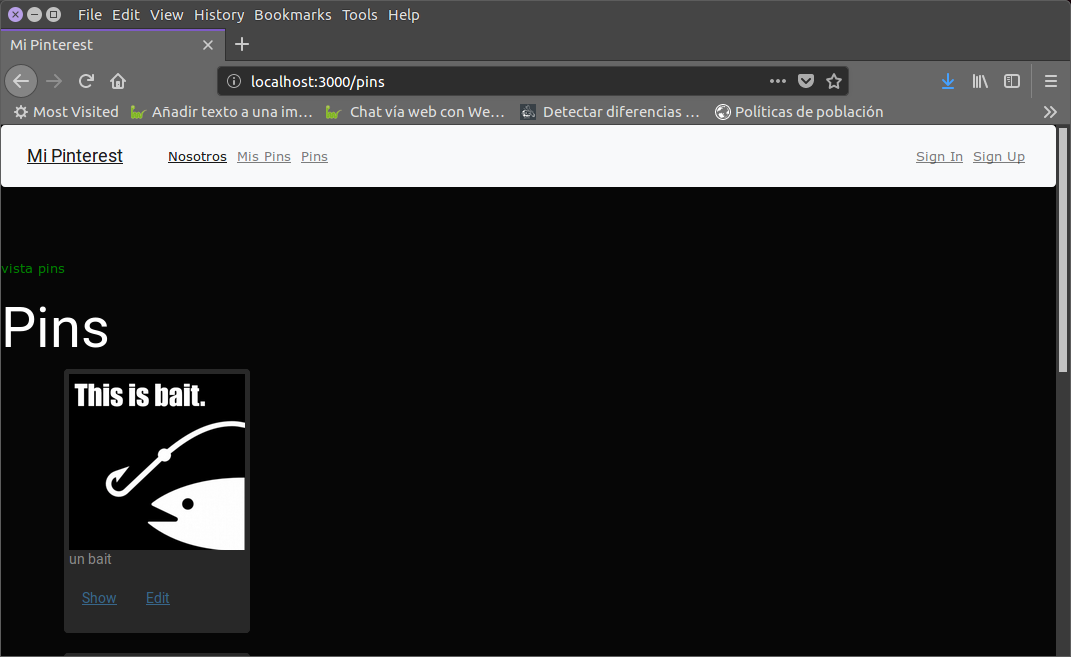 File Edit View History Bookmarks Tools Help
Mi Pinterest
localhost:3000/pins
Most Visited Añadir texto a una im... Chat vía web con We... Detectar diferencias ... Políticas de población
Mi Pinterest Nosotros Mis Pins Pins Sign In Sign Up
vista pins
Pins
This is bait.
un bait
Show Edit